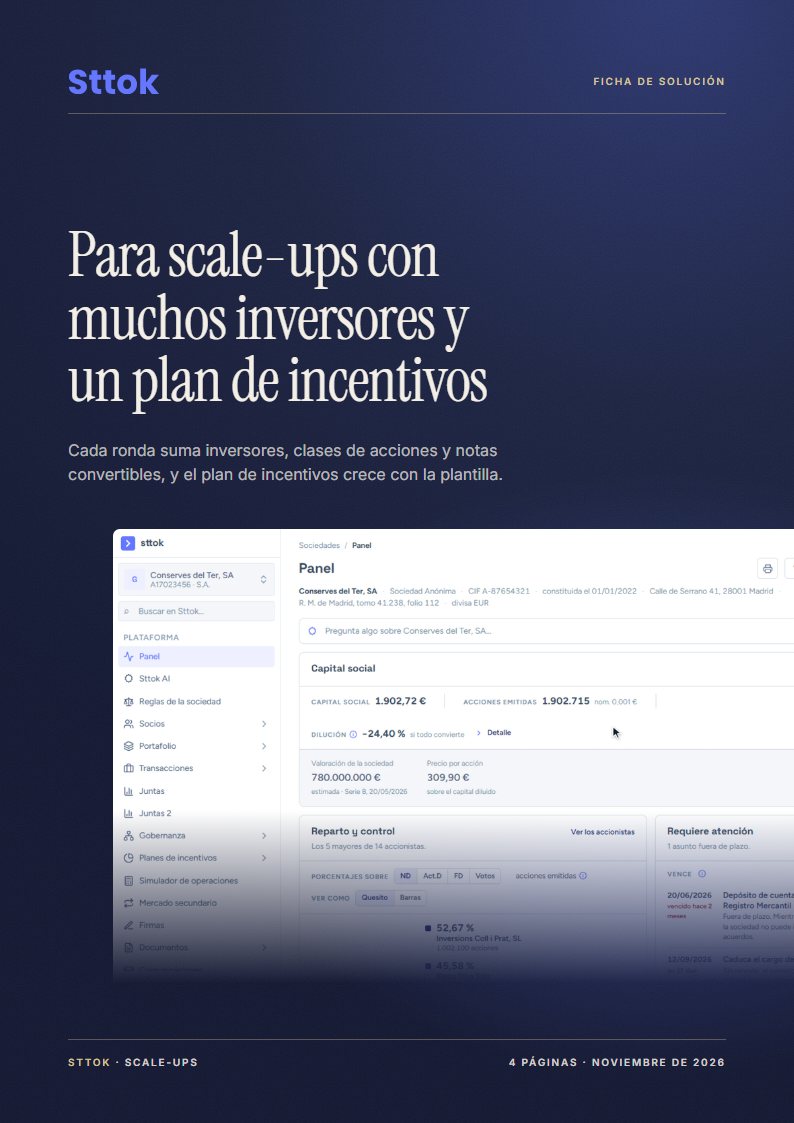 Sttok
FICHA DE SOLUCIÓN
Para scale-ups con
muchos inversores y
un plan de incentivos
Cada ronda suma inversores, clases de acciones y notas
convertibles, y el plan de incentivos crece con la plantilla.
sttok
G
Conserves del Ter, SA
A17023456 · S.A.
Buscar en Sttok...
PLATAFORMA
Panel
Sttok AI
Reglas de la sociedad
Socios
Portafolio
Transacciones
Juntas
Juntas 2
Gobernanza
Planes de incentivos
Simulador de operaciones
Mercado secundario
Firmas
Documentos
Sociedades / Panel
Panel
Conserves del Ter, SA · Sociedad Anónima · CIF A-87654321 · constituida el 01/01/2022 · Calle de Serrano 41, 28001 Madrid ·
R. M. de Madrid, tomo 41.238, folio 112 · divisa EUR
Pregunta algo sobre Conserves del Ter, SA...
Capital social
CAPITAL SOCIAL 1.902,72 € ACCIONES EMITIDAS 1.902.715 nom. 0,001 €
DILUCIÓN −24,40 % si todo convierte > Detalle
Valoración de la sociedad
780.000.000 €
estimada · Serie B, 20/05/2026
Precio por acción
309,90 €
sobre el capital diluido
Reparto y control
Ver los accionistas
Los 5 mayores de 14 accionistas.
PORCENTAJES SOBRE ND Act.D FD Votos acciones emitidas
VER COMO Quesito Barras
52,67 %
Inversions Coll i Prat, SL
1.002.100 acciones
49,58 %
Requiere atención
1 asunto fuera de plazo.
VENCE
20/06/2026
vencido hace 2
meses
Depósito de cuenta
Registro Mercantil
Fuera de plazo. Mientr
la sociedad no puede
acuerdos.
12/09/2026
Caduca el cargo de
STTOK · SCALE-UPS
4 PÁGINAS · NOVIEMBRE DE 2026